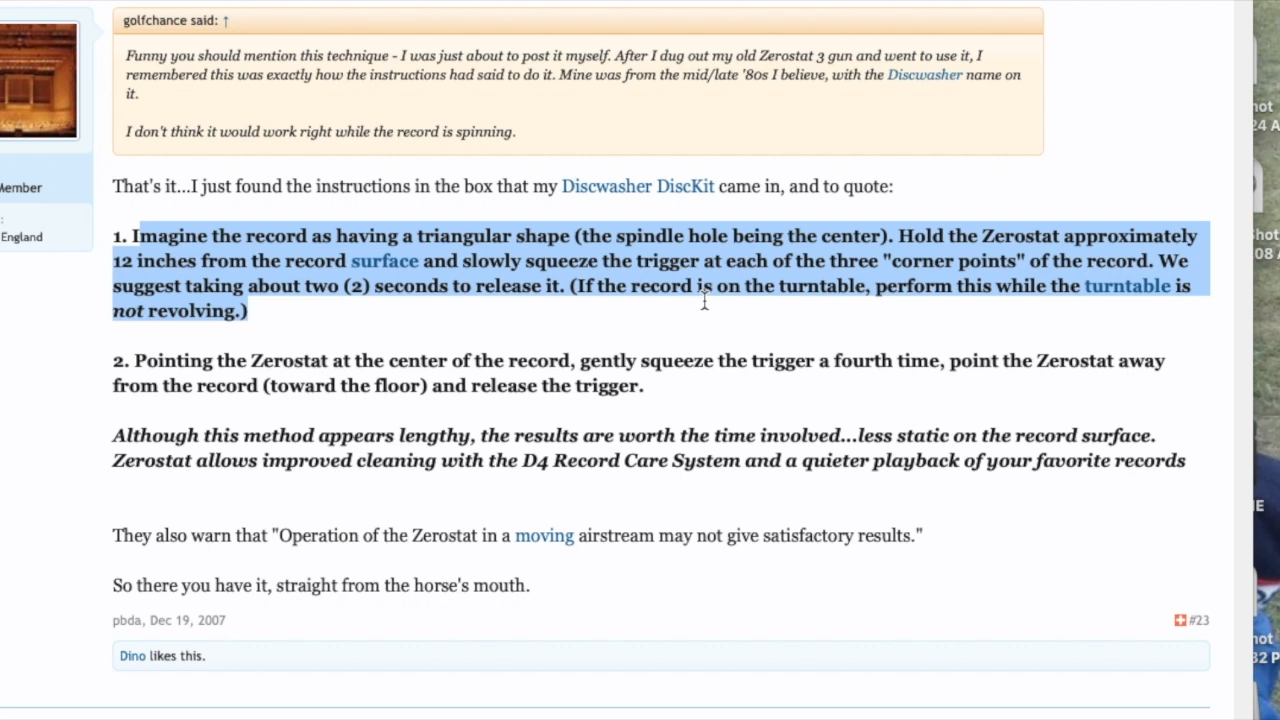 golfchance said: ↑
Funny you should mention this technique - I was just about to post it myself. After I dug out my old Zerostat 3 gun and went to use it, I
remembered this was exactly how the instructions had said to do it. Mine was from the mid/late '80s I believe, with the Discwasher name on
it.
I don't think it would work right while the record is spinning.
Member
:
England
That's it...I just found the instructions in the box that my Discwasher DiscKit came in, and to quote:
1. Imagine the record as having a triangular shape (the spindle hole being the center). Hold the Zerostat approximately
12 inches from the record surface and slowly squeeze the trigger at each of the three "corner points" of the record. We
suggest taking about two (2) seconds to release it. (If the record is on the turntable, perform this while the turntable is
not revolving.)
2. Pointing the Zerostat at the center of the record, gently squeeze the trigger a fourth time, point the Zerostat away
from the record (toward the floor) and release the trigger.
Although this method appears lengthy, the results are worth the time involved...less static on the record surface.
Zerostat allows improved cleaning with the D4 Record Care System and a quieter playback of your favorite records
They also warn that "Operation of the Zerostat in a moving airstream may not give satisfactory results."
So there you have it, straight from the horse's mouth.
pbda, Dec 19, 2007
#23
Dino likes this.